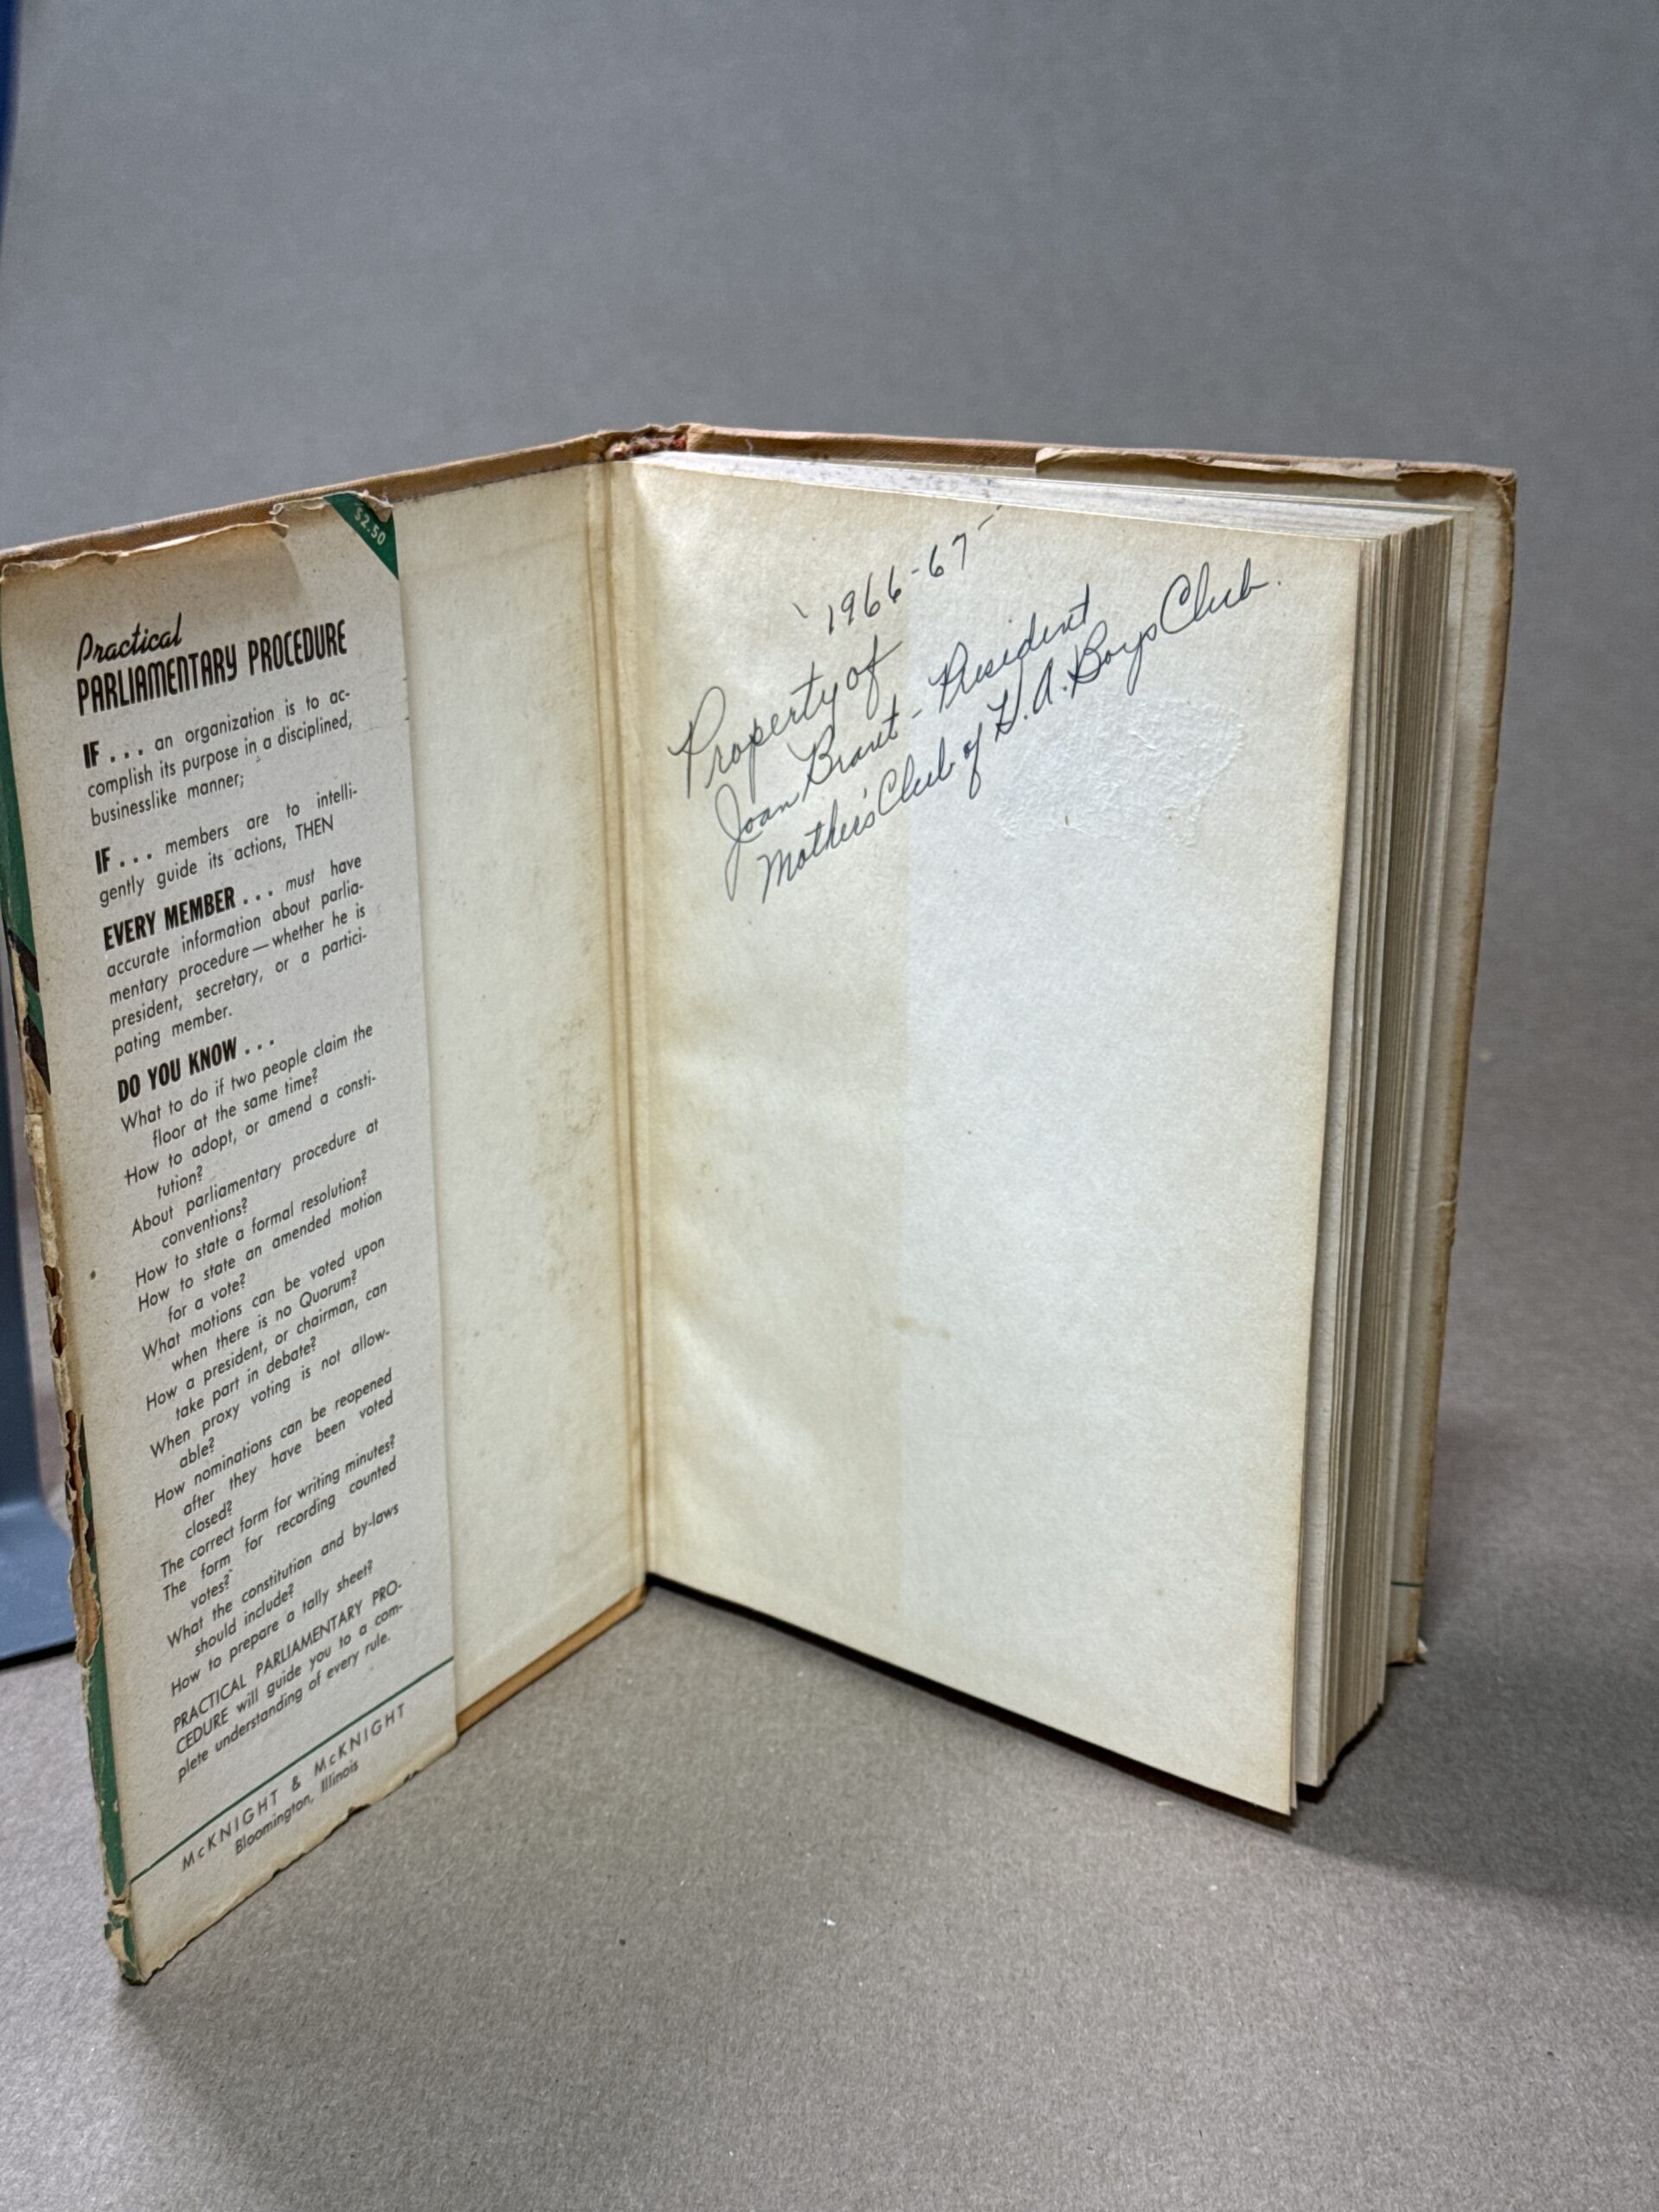 $2.50
Practical
PARLIAMENTARY PROCEDURE
IF . . . an organization is to ac-
complish its purpose in a disciplined,
businesslike manner;
IF . . . members are to intelli-
gently guide its actions, THEN
EVERY MEMBER . . . must have
accurate information about parlia-
mentary procedure — whether he is
president, secretary, or a partici-
pating member.
DO YOU KNOW . . .
What to do if two people claim the
floor at the same time?
How to adopt, or amend a consti-
tution?
About parliamentary procedure at
conventions?
How to state a formal resolution?
How to state an amended motion
for a vote?
What motions can be voted upon
when there is no Quorum?
How a president, or chairman, can
take part in debate?
When proxy voting is not allow-
able?
How nominations can be reopened
after they have been voted
closed?
The correct form for writing minutes?
The form for recording counted
votes?
What the constitution and by-laws
should include?
How to prepare a tally sheet?
PRACTICAL PARLIAMENTARY PRO-
CEDURE will guide you to a com-
plete understanding of every rule.
McKNIGHT & McKNIGHT
Bloomington, Illinois
1966-67-
Property of
Joan - President
Mother's Club of H.A. Boys Club.